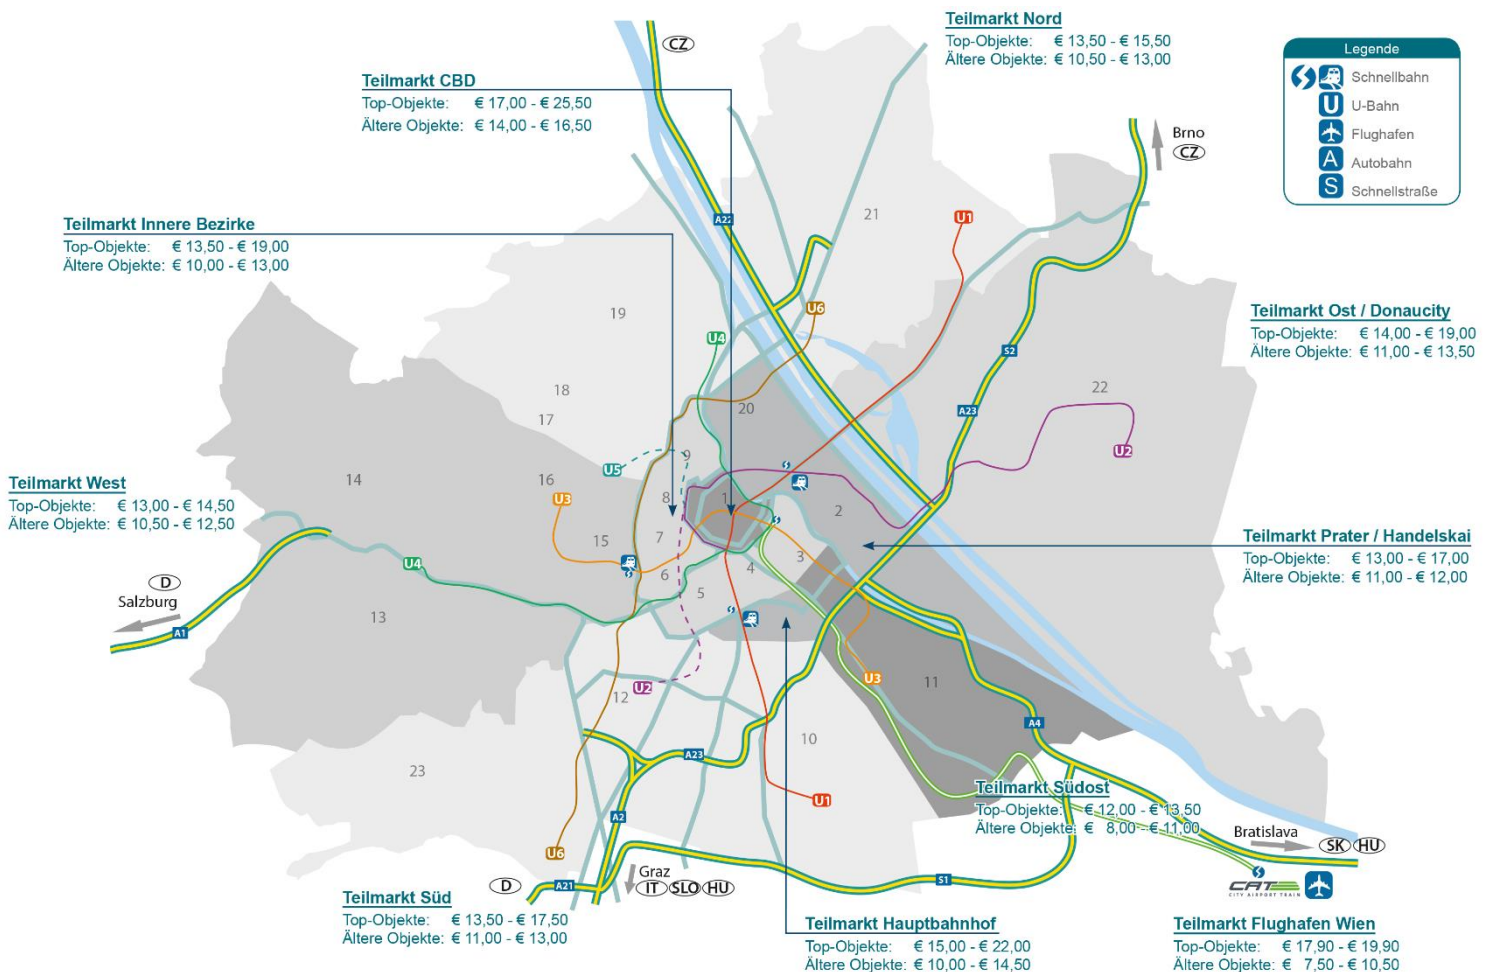 Teilmarkt Nord
Top-Objekte: € 13,50 - € 15,50
Ältere Objekte: € 10,50 - € 13,00
Legende
Schnellbahn
U
U-Bahn
Flughafen
A
Autobahn
S
Schnellstraße
CZ
Teilmarkt CBD
Top-Objekte: € 17,00 - € 25,50
Ältere Objekte: € 14,00 - € 16,50
Brno
CZ
Teilmarkt Innere Bezirke
Top-Objekte: € 13,50 - € 19,00
Ältere Objekte: € 10,00 - € 13,00
A22
21
U1
19
U6
U4
Teilmarkt Ost / Donaucity
Top-Objekte: € 14,00 - € 19,00
Ältere Objekte: € 11,00 - € 13,50
S2
18
17
20
A23
22
U2
Teilmarkt West
Top-Objekte: € 13,00 - € 14,50
Ältere Objekte: € 10,50 - € 12,50
14
16
U5
9
U3
8
1
2
15
7
3
6
4
5
Teilmarkt Prater / Handelskai
Top-Objekte: € 13,00 - € 17,00
Ältere Objekte: € 11,00 - € 12,00
U4
D
Salzburg
A1
13
U2
12
U3
11
10
A4
A23
23
U1
A2
U6
Teilmarkt Südost
Top-Objekte: € 12,00 - € 13,50
Ältere Objekte: € 8,00 - € 11,00
Bratislava
SK
HU
D
A21
Graz
IT
SLO
HU
S1
CAT
CITY AIRPORT TRAIN
Teilmarkt Süd
Top-Objekte: € 13,50 - € 17,50
Ältere Objekte: € 11,00 - € 13,00
Teilmarkt Hauptbahnhof
Top-Objekte: € 15,00 - € 22,00
Ältere Objekte: € 10,00 - € 14,50
Teilmarkt Flughafen Wien
Top-Objekte: € 17,90 - € 19,90
Ältere Objekte: € 7,50 - € 10,50